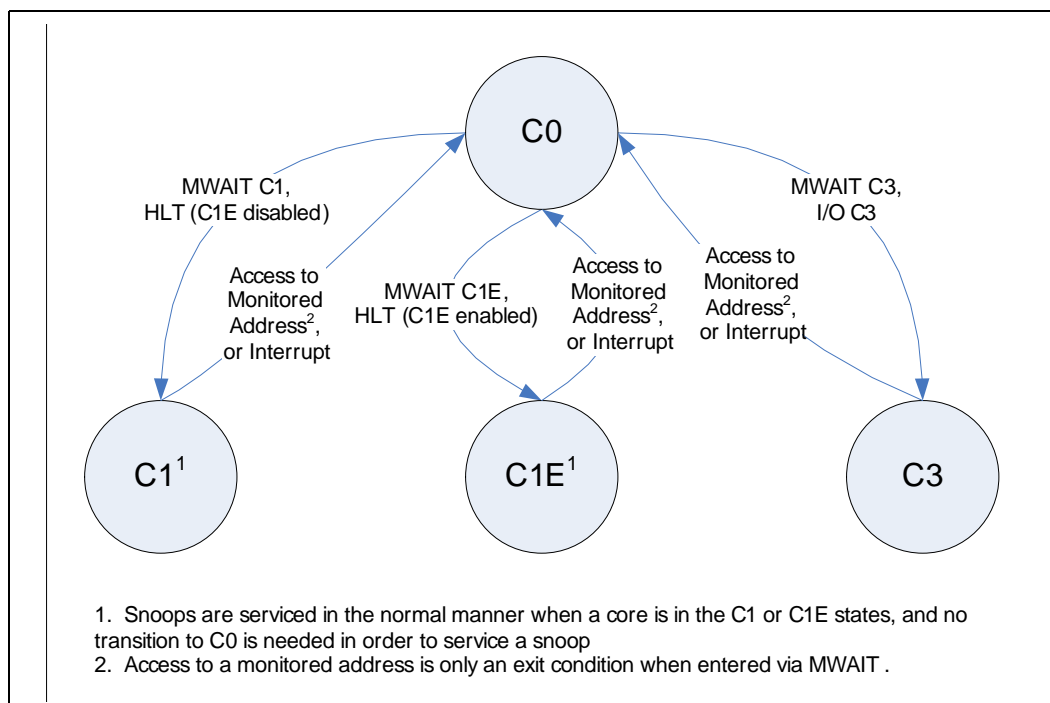 C0
MWAIT C1,
HLT (C1E disabled)
Access to
Monitored
Address²,
or Interrupt
MWAIT C1E,
HLT (C1E enabled)
Access to
Monitored
Address²,
or Interrupt
Access to
Monitored
Address²,
or Interrupt
MWAIT C3,
I/O C3
C1¹
C1E¹
C3
1. Snoops are serviced in the normal manner when a core is in the C1 or C1E states, and no
transition to C0 is needed in order to service a snoop
2. Access to a monitored address is only an exit condition when entered via MWAIT .